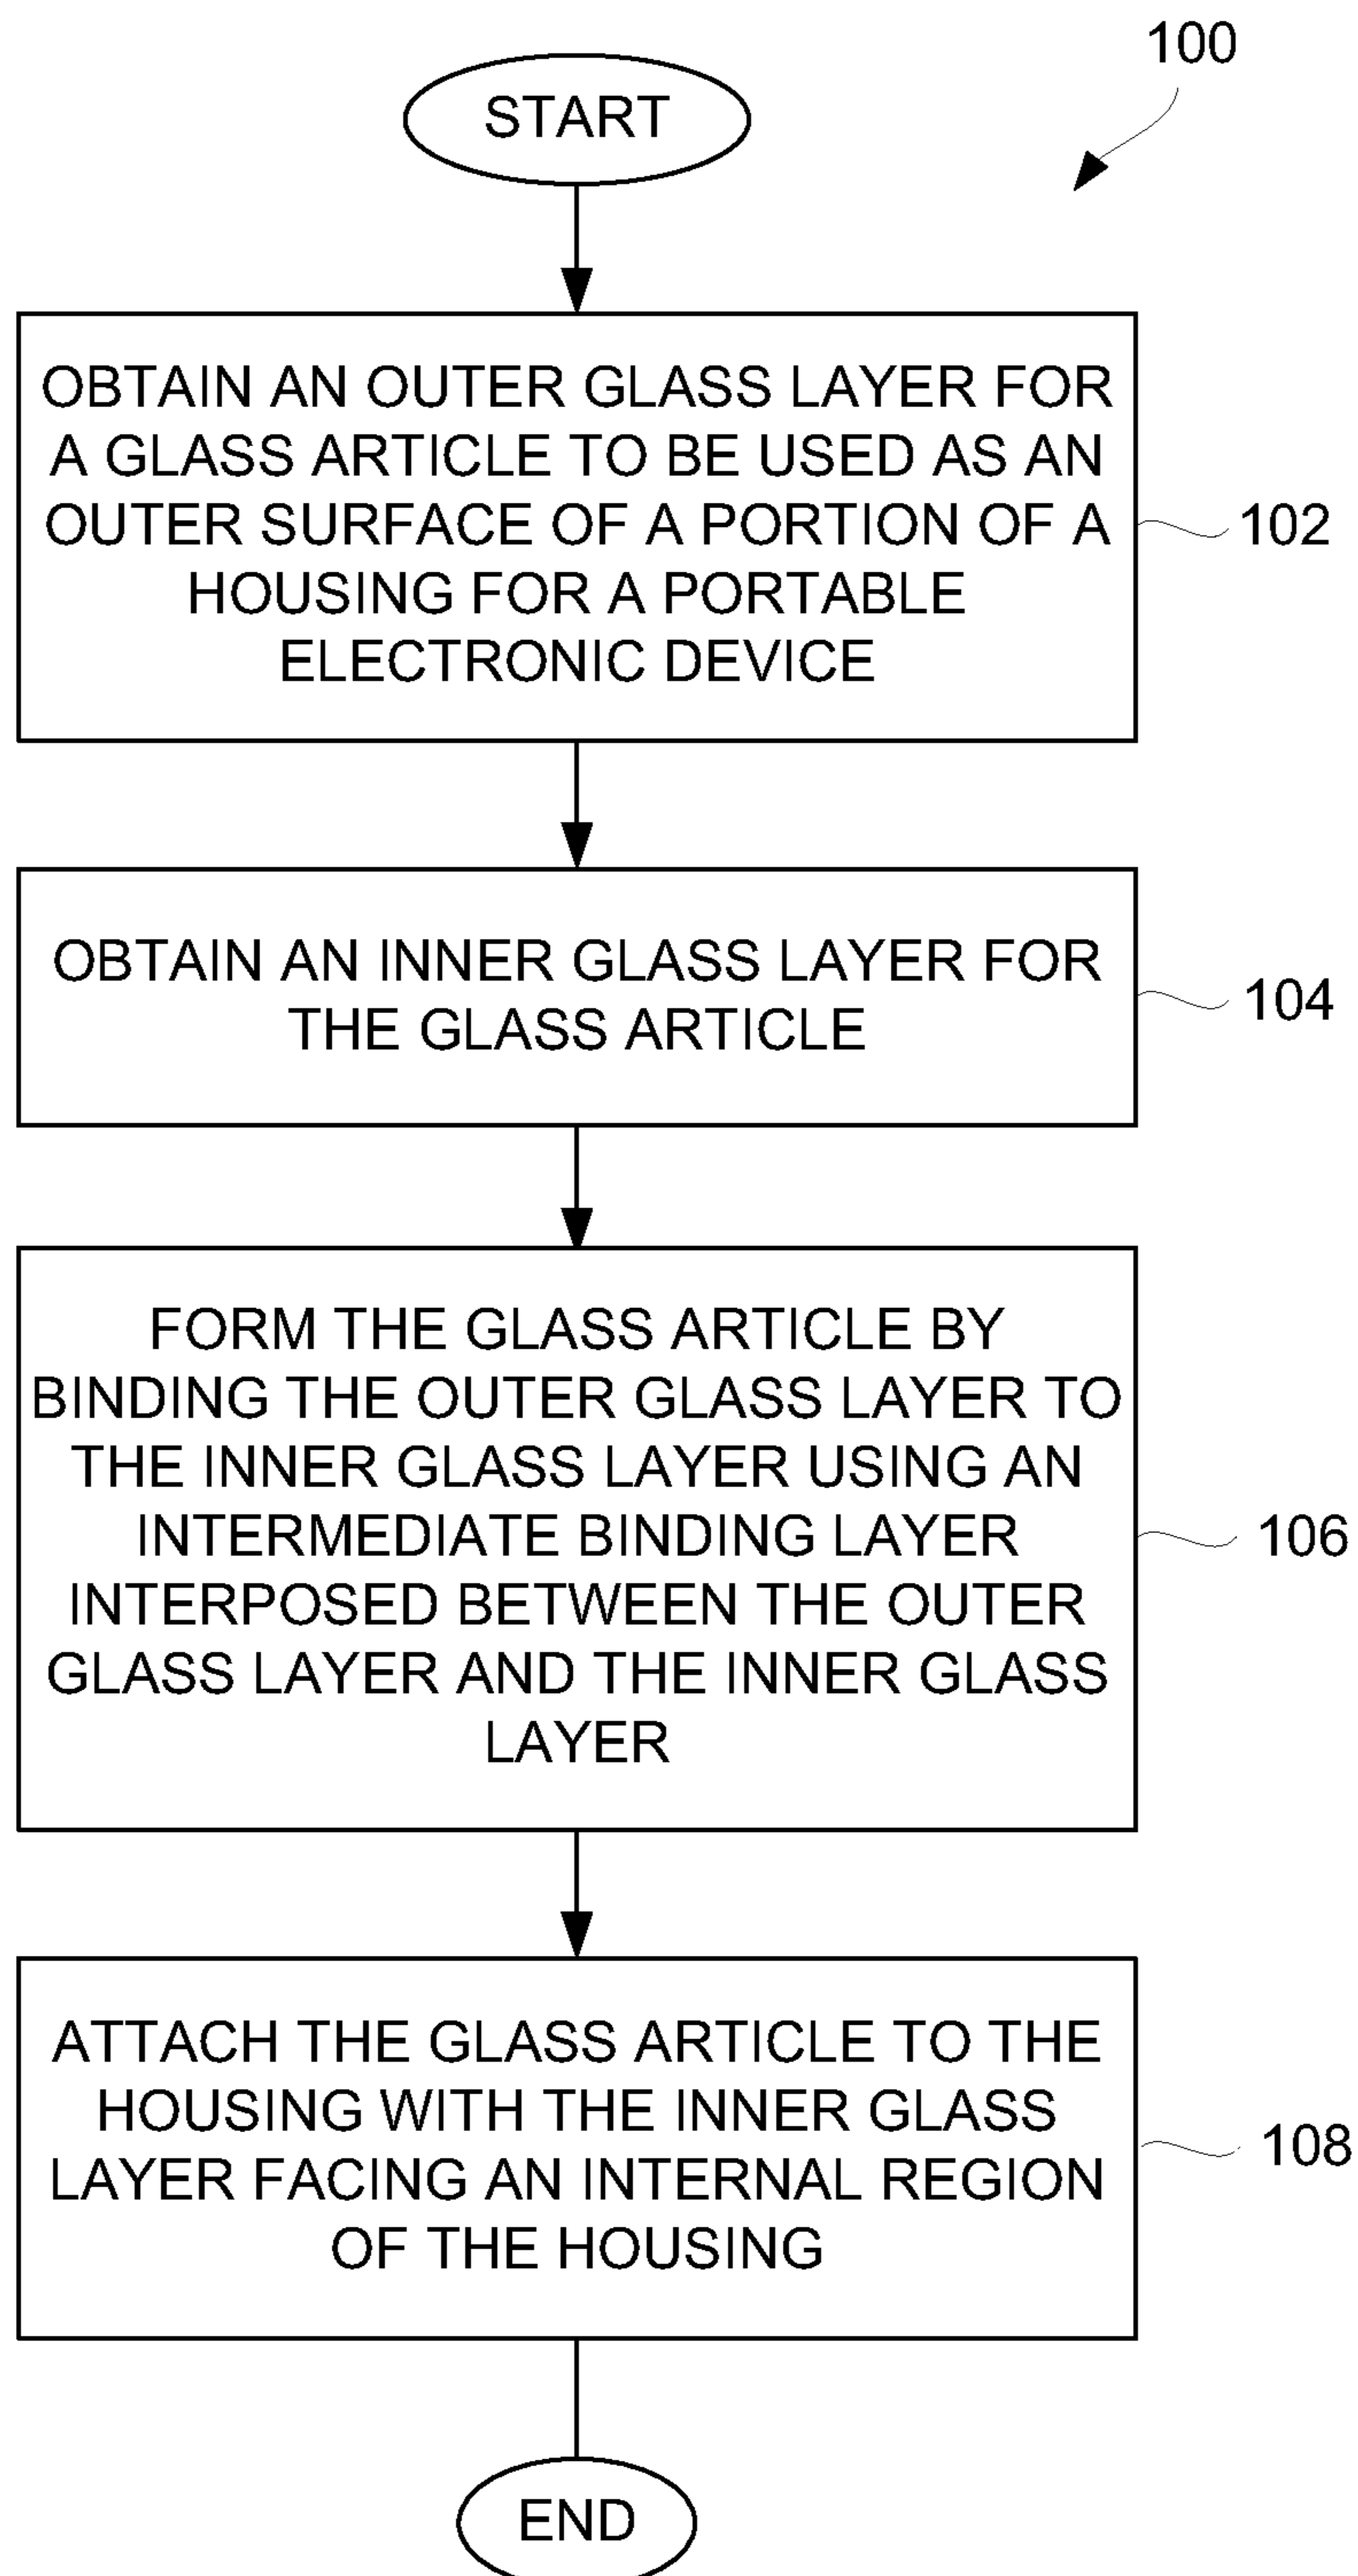 100
START
OBTAIN AN OUTER GLASS LAYER FOR
A GLASS ARTICLE TO BE USED AS AN
OUTER SURFACE OF A PORTION OF A
HOUSING FOR A PORTABLE
ELECTRONIC DEVICE
102
OBTAIN AN INNER GLASS LAYER FOR
THE GLASS ARTICLE
104
FORM THE GLASS ARTICLE BY
BINDING THE OUTER GLASS LAYER TO
THE INNER GLASS LAYER USING AN
INTERMEDIATE BINDING LAYER
INTERPOSED BETWEEN THE OUTER
GLASS LAYER AND THE INNER GLASS
LAYER
106
ATTACH THE GLASS ARTICLE TO THE
HOUSING WITH THE INNER GLASS
LAYER FACING AN INTERNAL REGION
OF THE HOUSING
108
END